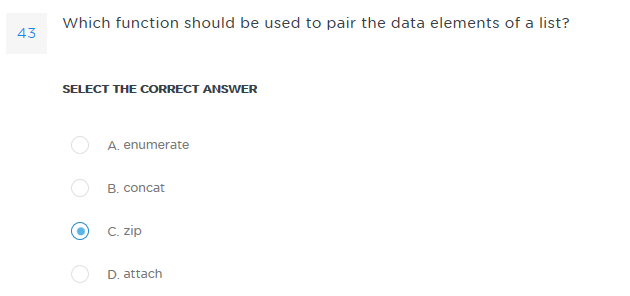 43
Which function should be used to pair the data elements of a list?
SELECT THE CORRECT ANSWER
A. enumerate
B. concat
C. zip
D. attach